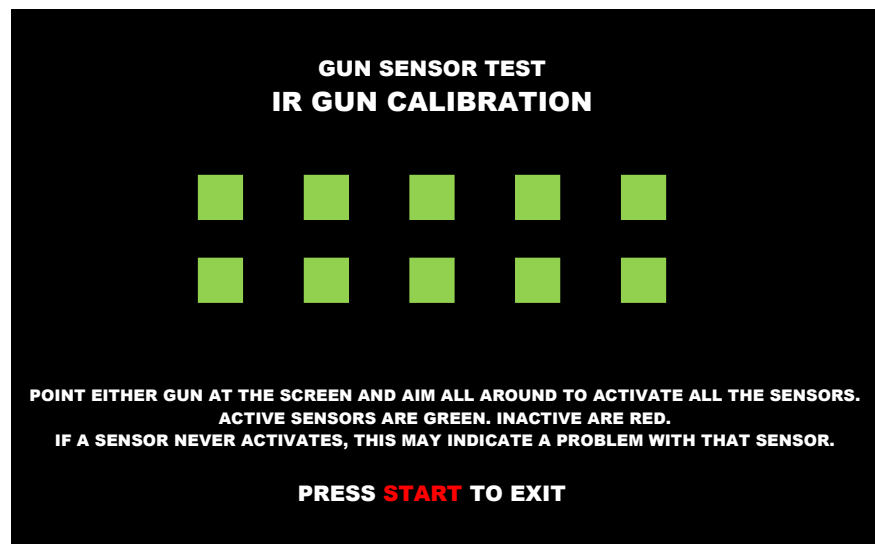 GUN SENSOR TEST
IR GUN CALIBRATION
POINT EITHER GUN AT THE SCREEN AND AIM ALL AROUND TO ACTIVATE ALL THE SENSORS.
ACTIVE SENSORS ARE GREEN. INACTIVE ARE RED.
IF A SENSOR NEVER ACTIVATES, THIS MAY INDICATE A PROBLEM WITH THAT SENSOR.
PRESS START TO EXIT